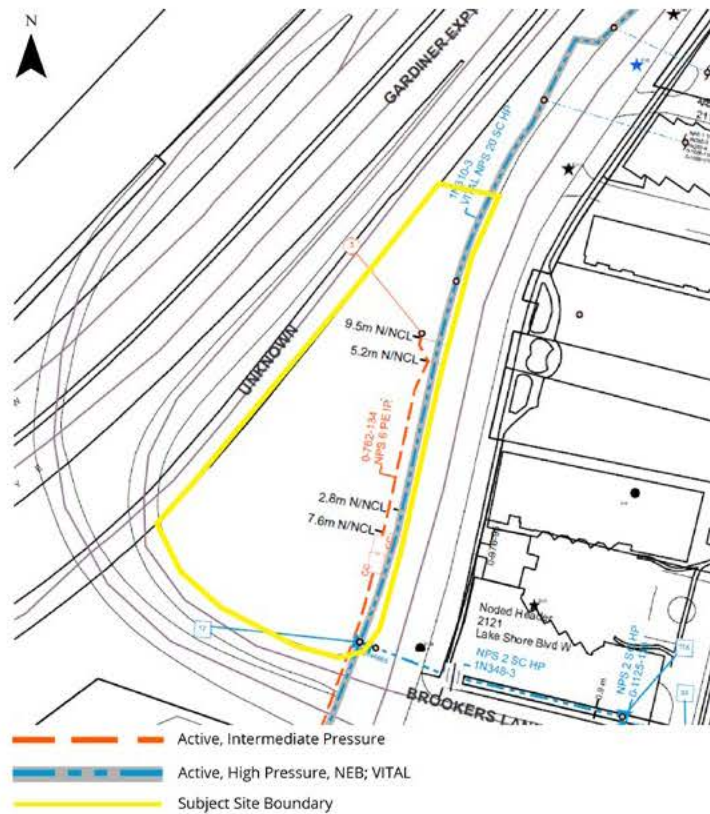 N
GARDINER EXPY
1N310-3
VITAL NPS 20 SC HP
UNKNOWN
9.5m N/NCL
5.2m N/NCL
0-762-134
NPS 6 PE IP
2.8m N/NCL
7.6m N/NCL
Noded Header
2121
Lake Shore Blvd W
NPS 2 SC HP
1N348-3
NPS 2 SC HP
BROOKERS LAN
Active, Intermediate Pressure
Active, High Pressure, NEB; VITAL
Subject Site Boundary